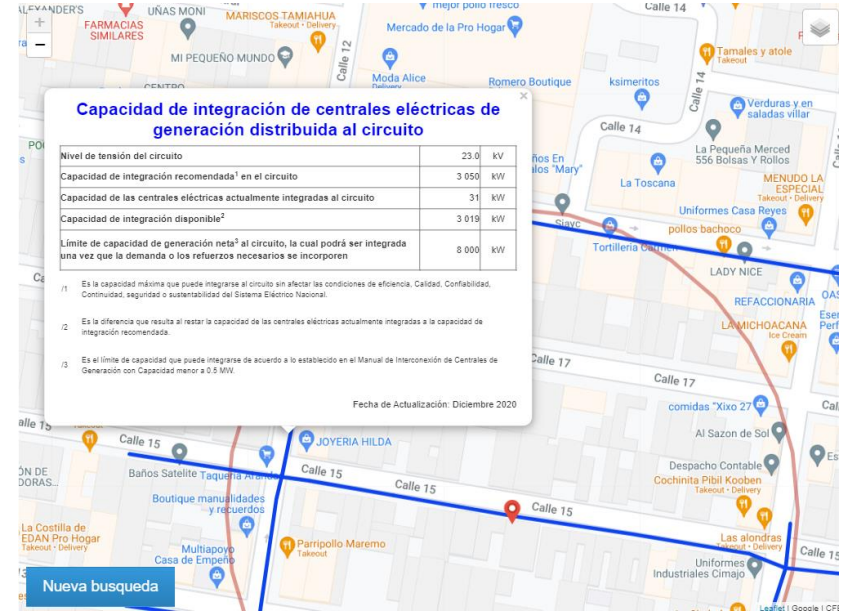 UÑAS MONI
MARISCOS TAMIAHUA
Takeout • Delivery
mejor pollo fresco
Calle 14
FARMACIAS
SIMILARES
Mercado de la Pro Hogar
+
−
MI PEQUEÑO MUNDO
Calle 12
Tamales y atole
Takeout
CENTRO
Moda Alice
Delivery
Romero Boutique
ksimeritos
Calle 14
Verduras y en
saladas villar
×
Capacidad de integración de centrales eléctricas de
generación distribuida al circuito
Nivel de tensión del circuito 23.0 kV
Capacidad de integración recomendada1 en el circuito 3 050 kW
Capacidad de las centrales eléctricas actualmente integradas al circuito 31 kW
Capacidad de integración disponible2 3 019 kW
Límite de capacidad de generación neta3 al circuito, la cual podrá ser integrada
una vez que la demanda o los refuerzos necesarios se incorporen 8 000 kW
/1 Es la capacidad máxima que puede integrarse al circuito sin afectar las condiciones de eficiencia, Calidad, Confiabilidad,
Continuidad, seguridad o sustentabilidad del Sistema Eléctrico Nacional.
/2 Es la diferencia que resulta al restar la capacidad de las centrales eléctricas actualmente integradas a la capacidad de
integración recomendada.
/3 Es el límite de capacidad que puede integrarse de acuerdo a lo establecido en el Manual de Interconexión de Centrales de
Generación con Capacidad menor a 0.5 MW.
Fecha de Actualización: Diciembre 2020
Calle 14
La Pequeña Merced
556 Bolsas Y Rollos
ños En
alos "Mary"
La Toscana
MENUDO LA
ESPECIAL
Takeout • Delivery
Uniformes Casa Reyes
Siayc
pollos bachoco
Tortilleria Carmen
LADY NICE
REFACCIONARIA
LA MICHOACANA
Ice Cream
Calle 17
Calle 17
comidas "Xixo 27
Al Sazon de Sol
Calle 15
JOYERIA HILDA
Baños Satelite
Taqueria Aranda
Calle 15
Calle 15
Calle 15
Despacho Contable
Cochinita Pibil Kooben
Takeout • Delivery
Boutique manualidades
y recuerdos
La Costilla de
EDAN Pro Hogar
Takeout • Delivery
Multiapoyo
Casa de Empeño
Parripollo Maremo
Takeout
Las alondras
Takeout • Delivery
Calle 15
Uniformes
Industriales Cimajo
Nueva busqueda
Leaflet | Google | CFE